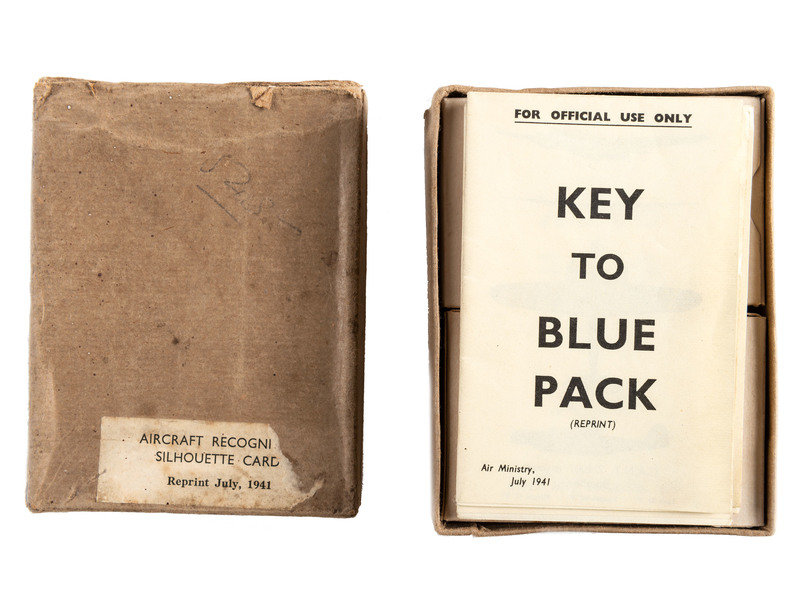 AIRCRAFT RECOGNI
SILHOUETTE CARD
Reprint July, 1941
FOR OFFICIAL USE ONLY
KEY
TO
BLUE
PACK
(REPRINT)
Air Ministry,
July 1941